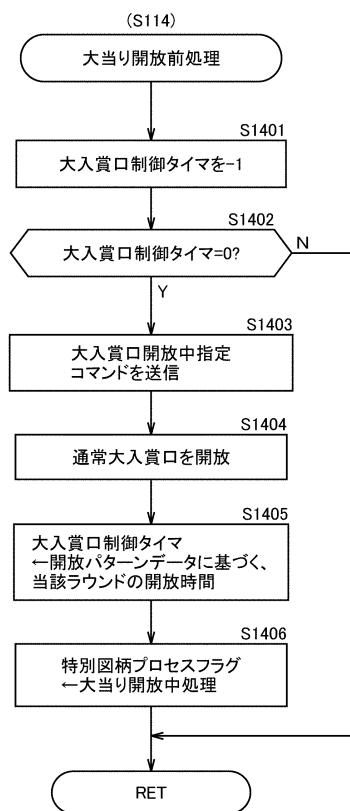 (S114)
大当り開放前処理
S1401
大入賞口制御タイマを-1
S1402
大入賞口制御タイマ=0?
N
Y
S1403
大入賞口開放中指定
コマンドを送信
S1404
通常大入賞口を開放
S1405
大入賞口制御タイマ
←開放パターンデータに基づく、
当該ラウンドの開放時間
S1406
特別図柄プロセスフラグ
←大当り開放中処理
RET